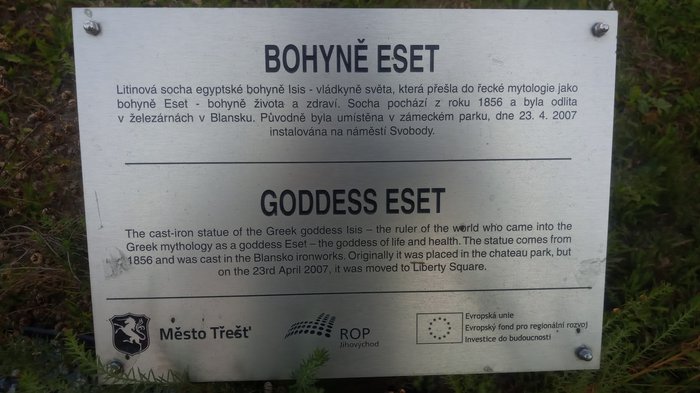 BOHYNĚ ESET
Litinová socha egyptské bohyně Isis - vládkyně světa, která přešla do řecké mytologie jako
bohyně Eset - bohyně života a zdraví. Socha pochází z roku 1856 a byla odlita
v železárnách v Blansku. Původně byla umístěna v zámeckém parku, dne 23. 4. 2007
instalována na náměstí Svobody.
GODDESS ESET
The cast-iron statue of the Greek goddess Isis – the ruler of the world who came into the
Greek mythology as a goddess Eset – the goddess of life and health. The statue comes from
1856 and was cast in the Blansko ironworks. Originally it was placed in the chateau park, but
on the 23rd April 2007, it was moved to Liberty Square.
Město Třešť
ROP
Jihovýchod
Evropská unie
Evropský fond pro regionální rozvoj
Investice do budoucnosti